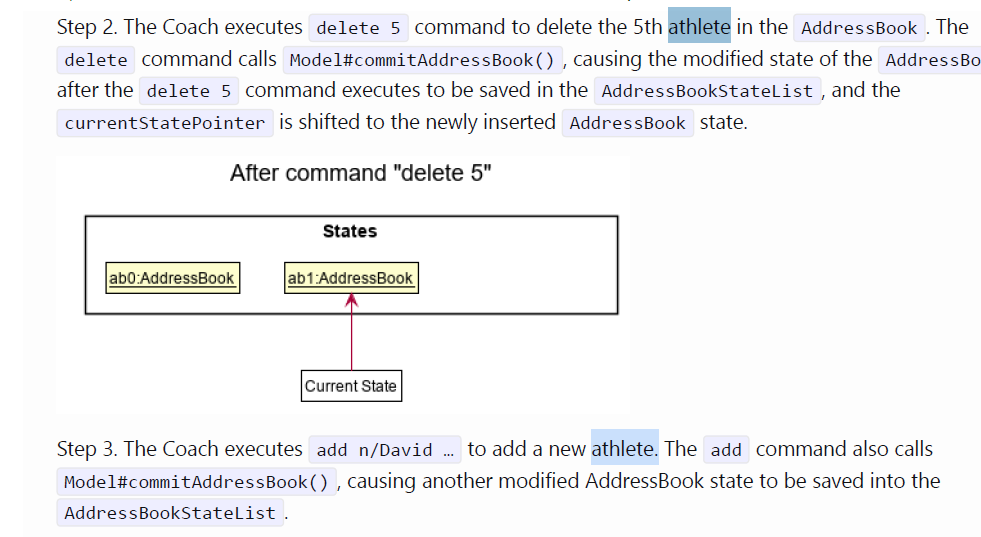 Step 2. The Coach executes delete 5 command to delete the 5th athlete in the AddressBook. The
delete command calls Model#commitAddressBook(), causing the modified state of the AddressBo
after the delete 5 command executes to be saved in the AddressBookStateList, and the
currentStatePointer is shifted to the newly inserted AddressBook state.
After command "delete 5"
States
ab0:AddressBook ab1:AddressBook
Current State
Step 3. The Coach executes add n/David … to add a new athlete. The add command also calls
Model#commitAddressBook(), causing another modified AddressBook state to be saved into the
AddressBookStateList.